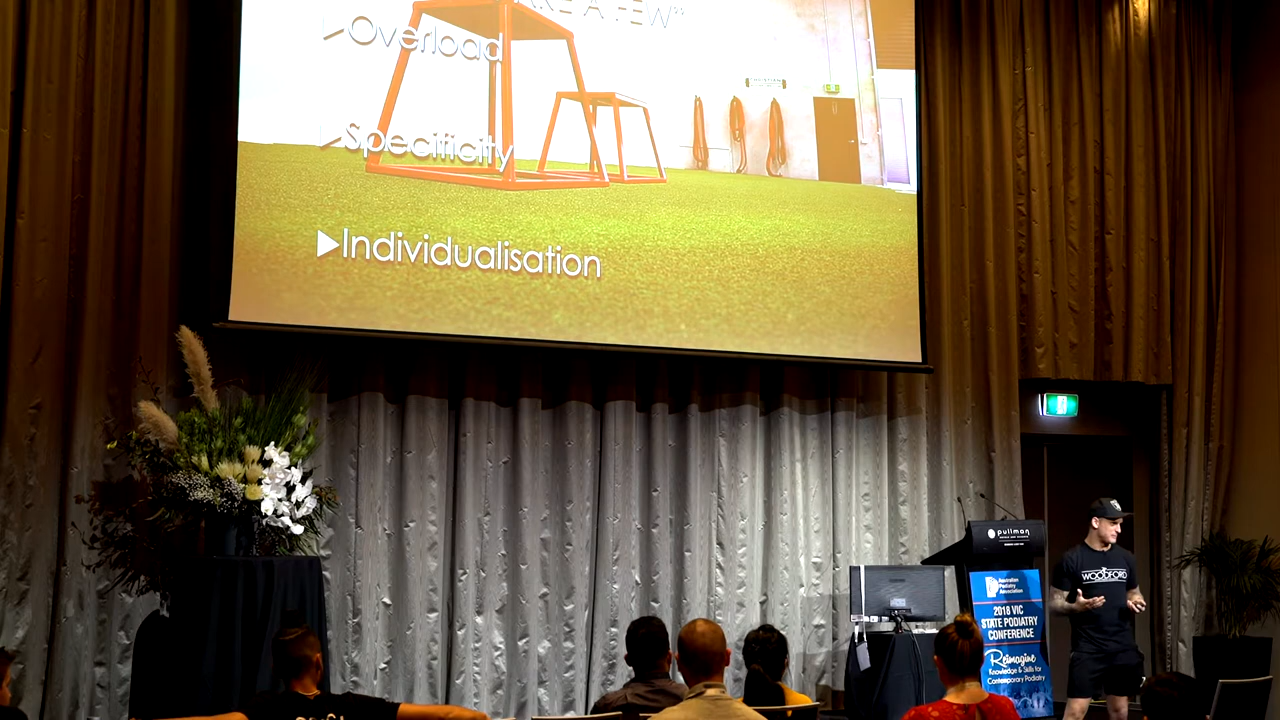 A FEW"
▶Overload
▶Specificity
▶Individualisation
pullman
Australian
Podiatry
Association
2018 VIC
STATE PODIATRY
CONFERENCE
Reimagine
Knowledge & Skills for
Contemporary Podiatry
WOODFORD